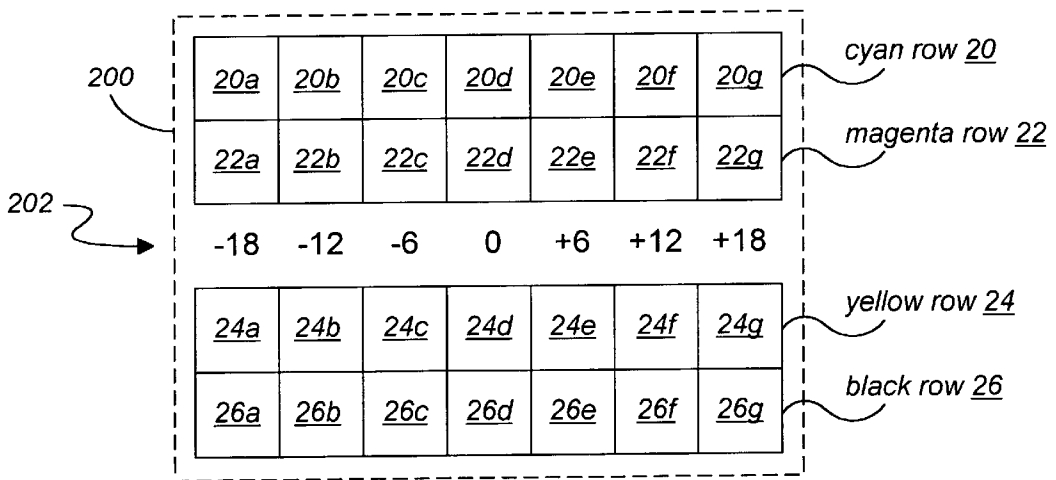 20a 20b 20c 20d 20e 20f 20g cyan row 20
200
22a 22b 22c 22d 22e 22f 22g magenta row 22
202
-18 -12 -6 0 +6 +12 +18
24a 24b 24c 24d 24e 24f 24g yellow row 24
26a 26b 26c 26d 26e 26f 26g black row 26